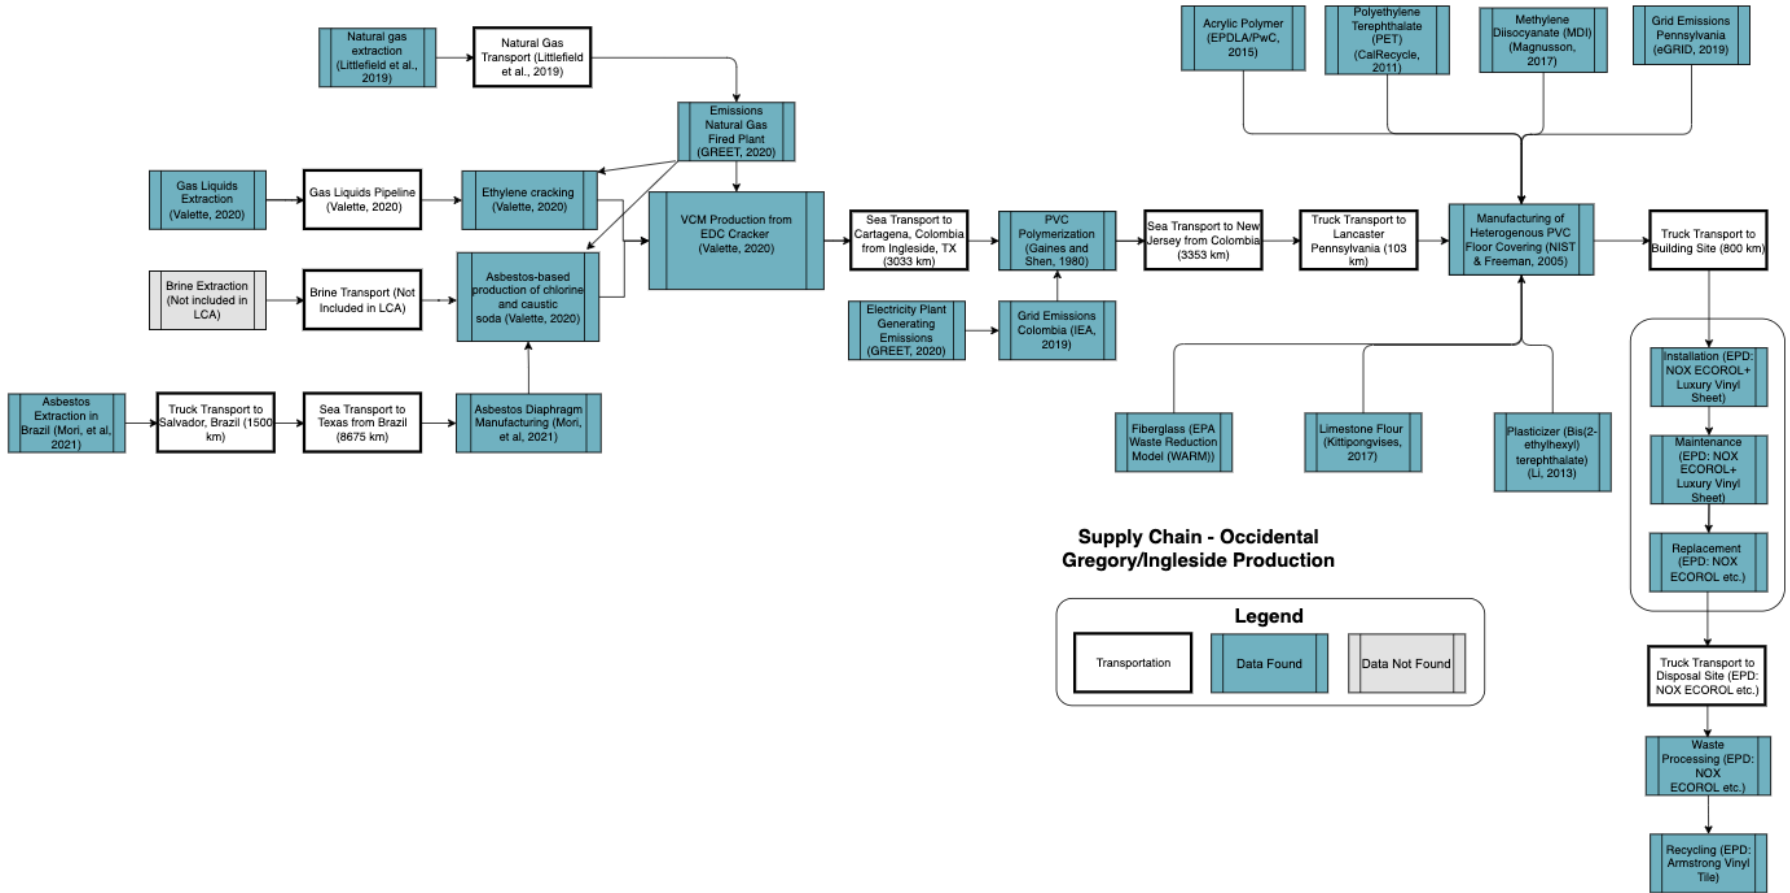 Natural gas
extraction
(Littlefield et al.,
2019)
Natural Gas
Transport (Littlefield
et al., 2019)
Emissions
Natural Gas
Fired Plant
(GREET, 2020)
Gas Liquids
Extraction
(Valette, 2020)
Gas Liquids Pipeline
(Valette, 2020)
Ethylene cracking
(Valette, 2020)
VCM Production from
EDC Cracker
(Valette, 2020)
Brine Extraction
(Not included in
LCA)
Brine Transport (Not
Included in LCA)
Asbestos-based
production of chlorine
and caustic
soda (Valette, 2020)
Asbestos
Extraction in
Brazil (Mori, et al,
2021)
Truck Transport to
Salvador, Brazil (1500
km)
Sea Transport to
Texas from Brazil
(8675 km)
Asbestos Diaphragm
Manufacturing (Mori,
et al, 2021)
Sea Transport to
Cartagena, Colombia
from Ingleside, TX
(3033 km)
PVC
Polymerization
(Gaines and
Shen, 1980)
Electricity Plant
Generating
Emissions
(GREET, 2020)
Grid Emissions
Colombia (IEA,
2019)
Sea Transport to New
Jersey from Colombia
(3353 km)
Truck Transport to
Lancaster
Pennsylvania (103
km)
Acrylic Polymer
(EPDLA/PwC,
2015)
Polyethylene
Terephthalate
(PET)
(CalRecycle,
2011)
Methylene
Diisocyanate (MDI)
(Magnusson,
2017)
Grid Emissions
Pennsylvania
(eGRID, 2019)
Manufacturing of
Heterogenous PVC
Floor Covering (NIST
& Freeman, 2005)
Fiberglass (EPA
Waste Reduction
Model (WARM))
Limestone Flour
(Kittipongvises,
2017)
Plasticizer (Bis(2-
ethylhexyl)
terephthalate)
(Li, 2013)
Truck Transport to
Building Site (800 km)
Installation (EPD:
NOX ECOROL+
Luxury Vinyl
Sheet)
Maintenance
(EPD: NOX
ECOROL+
Luxury Vinyl
Sheet)
Replacement
(EPD: NOX
ECOROL etc.)
Truck Transport to
Disposal Site (EPD:
NOX ECOROL etc.)
Waste
Processing (EPD:
NOX
ECOROL etc.)
Recycling (EPD:
Armstrong Vinyl
Tile)
Supply Chain - Occidental
Gregory/Ingleside Production
Legend
Transportation
Data Found
Data Not Found